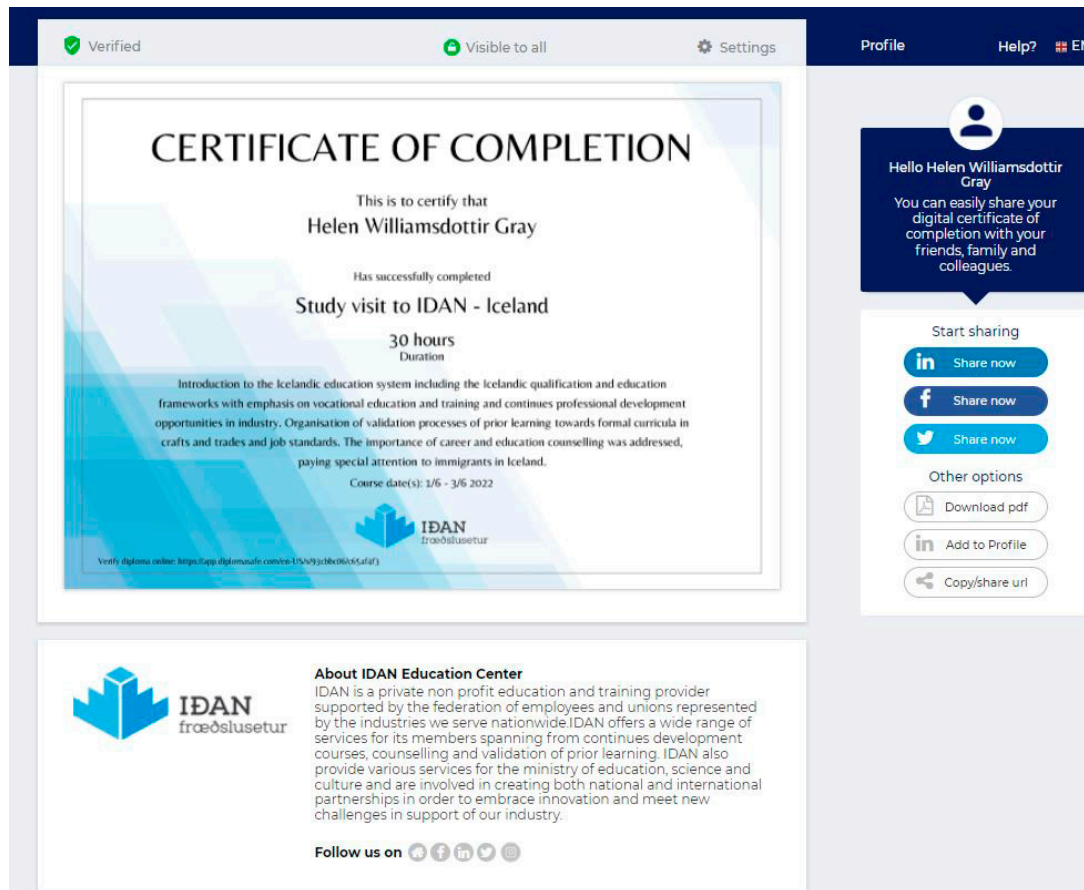 Verified
Visible to all
Settings
Profile
Help?
CERTIFICATE OF COMPLETION
This is to certify that
Helen Williamsdottir Gray
Has successfully completed
Study visit to IDAN - Iceland
30 hours
Duration
Introduction to the Icelandic education system including the Icelandic qualification and education
frameworks with emphasis on vocational education and training and continues professional development
opportunities in industry. Organisation of validation processes of prior learning towards formal curricula in
crafts and trades and job standards. The importance of career and education counselling was addressed,
paying special attention to immigrants in Iceland.
Course date(s): 1/6 - 3/6 2022
IÐAN
fræðslusetur
Verify diploma online:
Hello Helen Williamsdottir
Gray
You can easily share your
digital certificate of
completion with your
friends, family and
colleagues.
Start sharing
in Share now
f Share now
Share now
Other options
Download pdf
in Add to Profile
Copy/share url
IÐAN
fræðslusetur
About IDAN Education Center
IDAN is a private non profit education and training provider
supported by the federation of employees and unions represented
by the industries we serve nationwide.IDAN offers a wide range of
services for its members spanning from continues development
courses, counselling and validation of prior learning. IDAN also
provide various services for the ministry of education, science and
culture and are involved in creating both national and international
partnerships in order to embrace innovation and meet new
challenges in support of our industry.
Follow us on